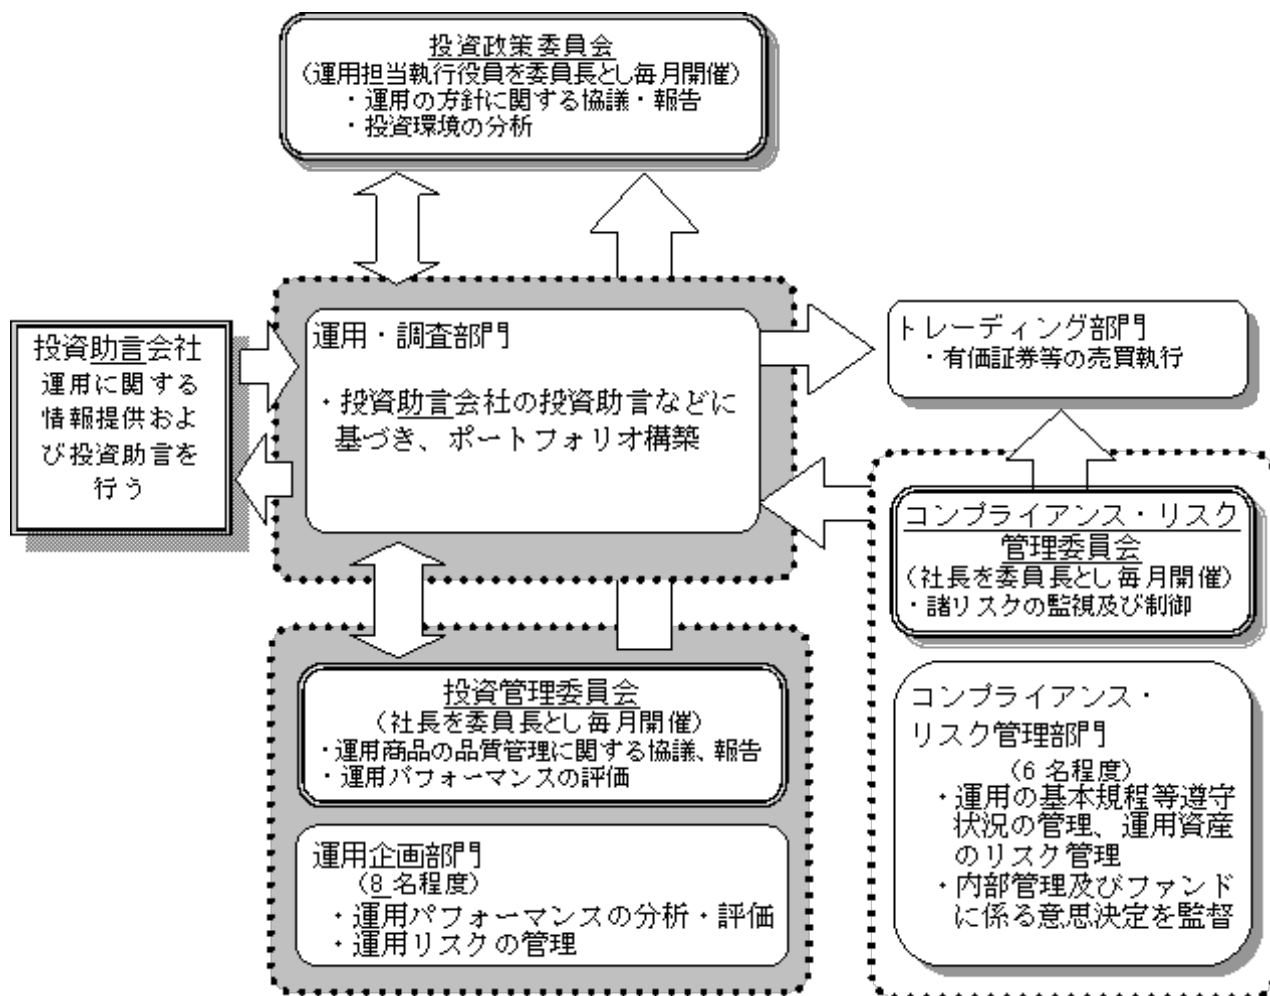 投資政策委員会
(運用担当執行役員を委員長とし毎月開催)
・運用の方針に関する協議・報告
・投資環境の分析
投資助言会社
運用に関する
情報提供およ
び投資助言を
行う
運用・調査部門
・投資助言会社の投資助言などに
基づき、ポートフォリオ構築
トレーディング部門
・有価証券等の売買執行
コンプライアンス・リスク
管理委員会
(社長を委員長とし毎月開催)
・諸リスクの監視及び制御
投資管理委員会
(社長を委員長とし毎月開催)
・運用商品の品質管理に関する協議、報告
・運用パフォーマンスの評価
運用企画部門
(8 名程度)
・運用パフォーマンスの分析・評価
・運用リスクの管理
コンプライアンス・
リスク管理部門
(6 名程度)
・運用の基本規程等遵守
状況の管理、運用資産
のリスク管理
・内部管理及びファンド
に係る意思決定を監督